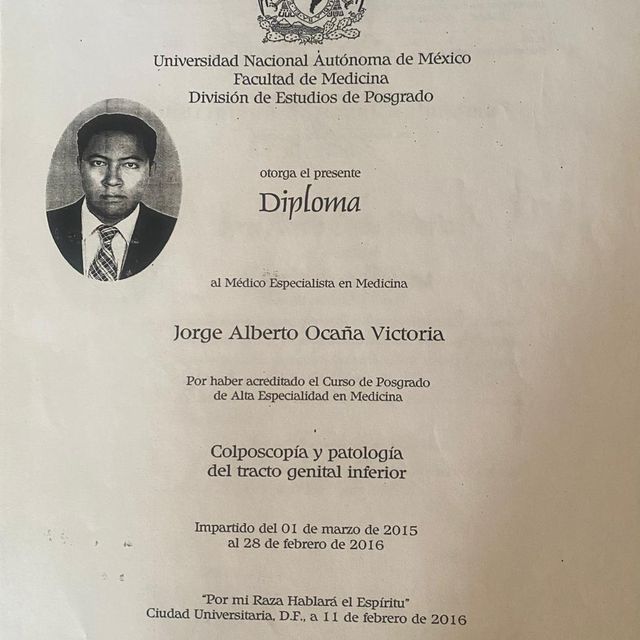 Universidad Nacional Autónoma de México
Facultad de Medicina
División de Estudios de Posgrado
otorga el presente
Diploma
al Médico Especialista en Medicina
Jorge Alberto Ocaña Victoria
Por haber acreditado el Curso de Posgrado
de Alta Especialidad en Medicina
Colposcopía y patología
del tracto genital inferior
Impartido del 01 de marzo de 2015
al 28 de febrero de 2016
"Por mi Raza Hablará el Espíritu"
Ciudad Universitaria, D.F., a 11 de febrero de 2016